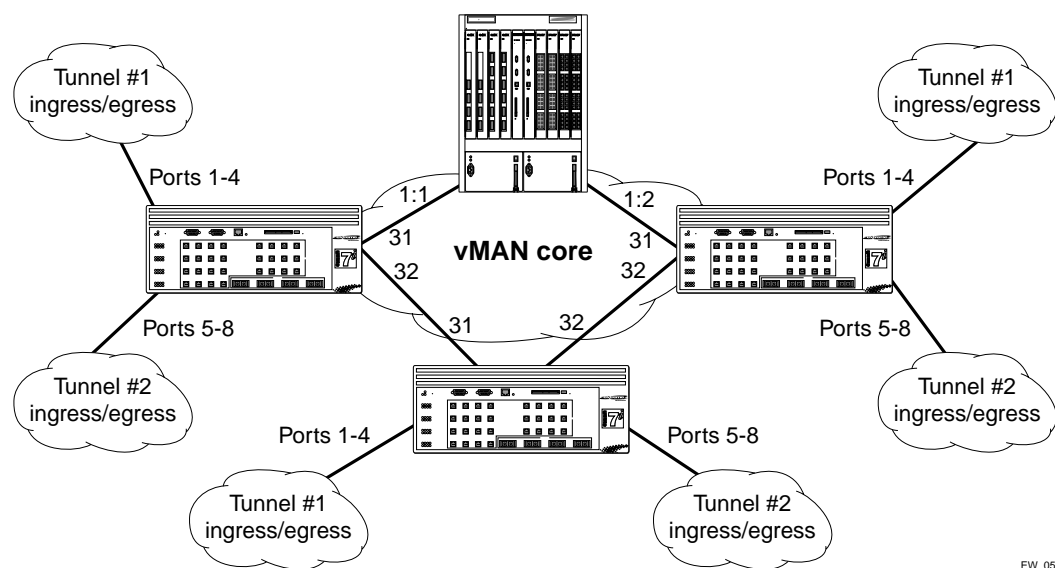 Tunnel #1
ingress/egress
Tunnel #1
ingress/egress
Ports 1-4
Ports 1-4
1:1
1:2
31
31
vMAN core
32
32
Ports 5-8
31
32
Ports 5-8
Tunnel #2
ingress/egress
Tunnel #2
ingress/egress
Ports 1-4
Ports 5-8
Tunnel #1
ingress/egress
Tunnel #2
ingress/egress